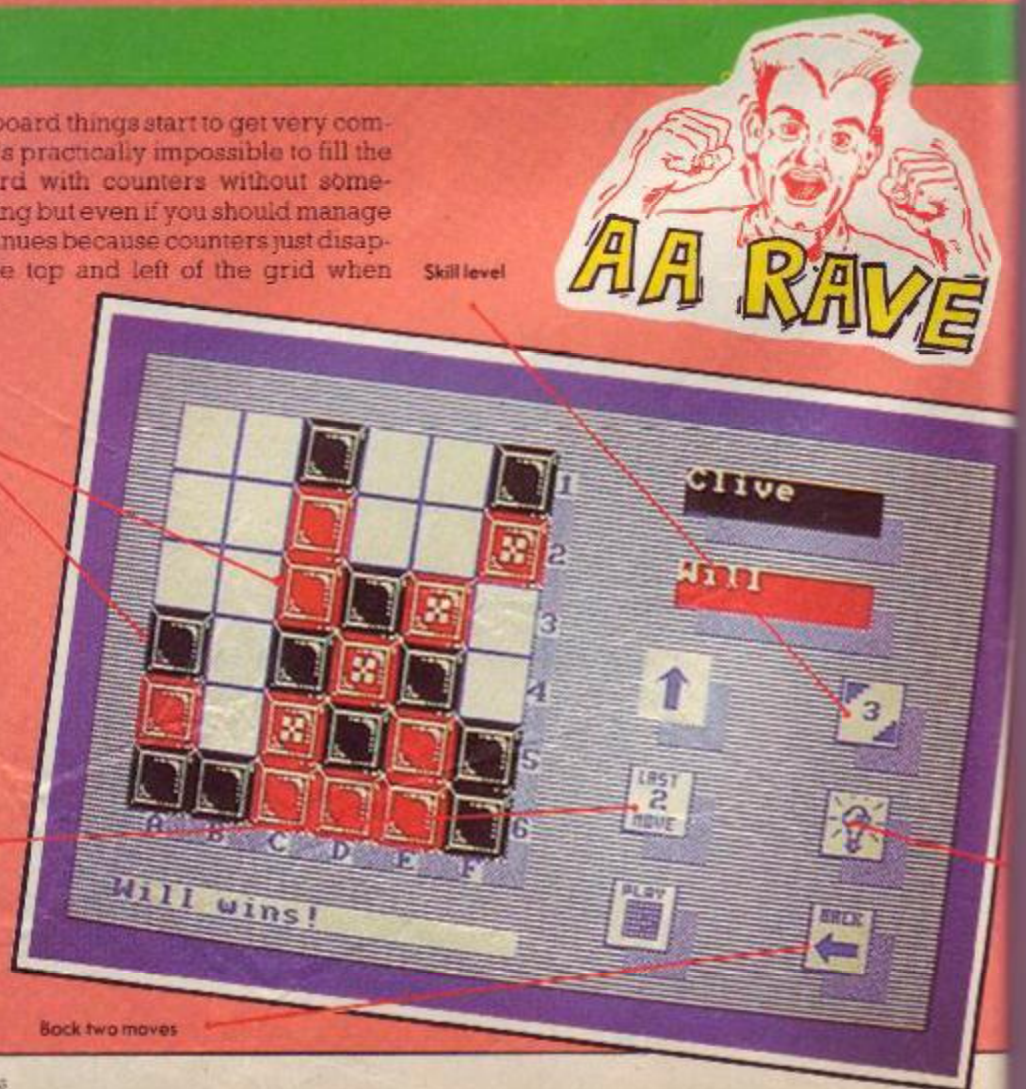 board things start to get very com-
s practically impossible to fill the
rd with counters without some-
ng but even if you should manage
nues because counters just disap-
e top and left of the grid when
Skill level
AA RAVE
1
2
3
4
5
6
A B C D E F
Clive
Will
3
LAST
2
MOVE
PLAY
BACK
Will wins!
Back two moves
s